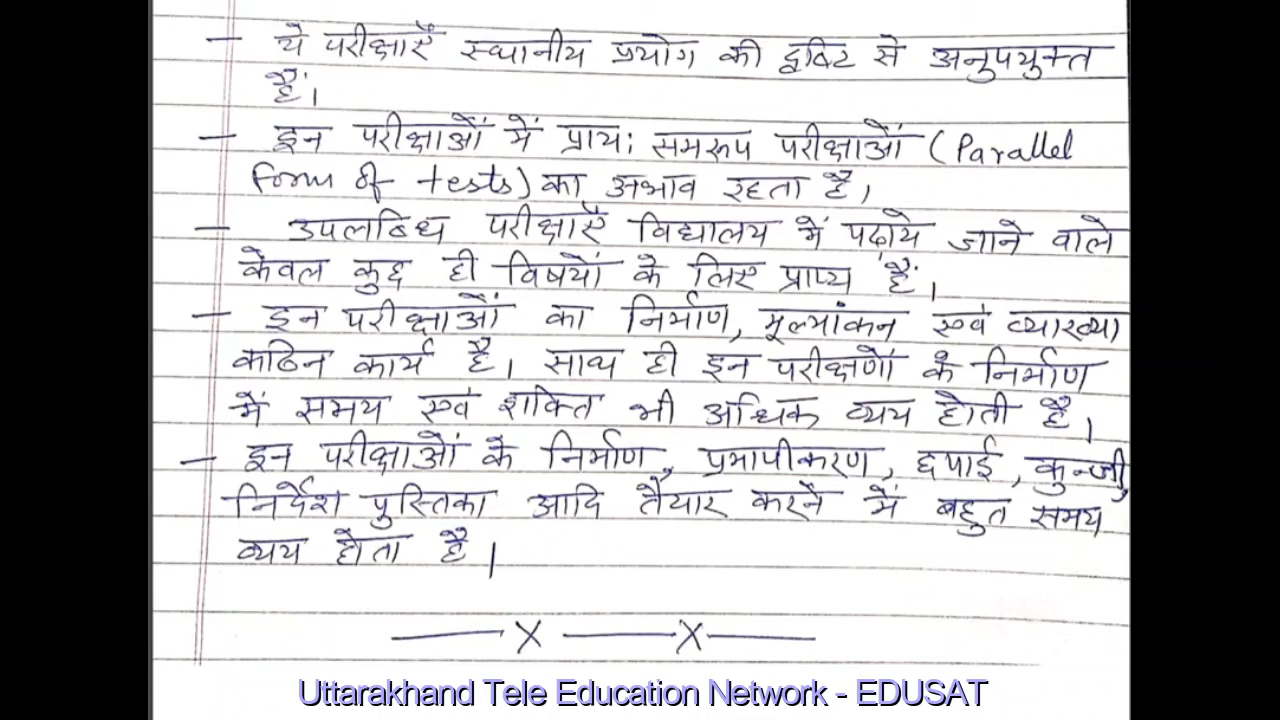 — ये परीक्षाएँ स्थानीय प्रयोग की दृष्टि से अनुपयुक्त
हैं।
— इन परीक्षाओं में प्रायः समरूप परीक्षाओं (Parallel
form of tests) का अभाव रहता है।
— उपलब्धि परीक्षाएँ विद्यालय में पढ़ाये जाने वाले
केवल कुछ ही विषयों के लिए प्राप्य हैं।
— इन परीक्षाओं का निर्माण, मूल्यांकन एवं व्याख्या
कठिन कार्य है। साथ ही इन परीक्षणों के निर्माण
में समय एवं शक्ति भी अधिक व्यय होती है।
— इन परीक्षाओं के निर्माण, प्रमापीकरण, छपाई, कुन्जी,
निर्देश पुस्तिका आदि तैयार करने में बहुत समय
व्यय होता है।
——x——x——
Uttarakhand Tele Education Network - EDUSAT